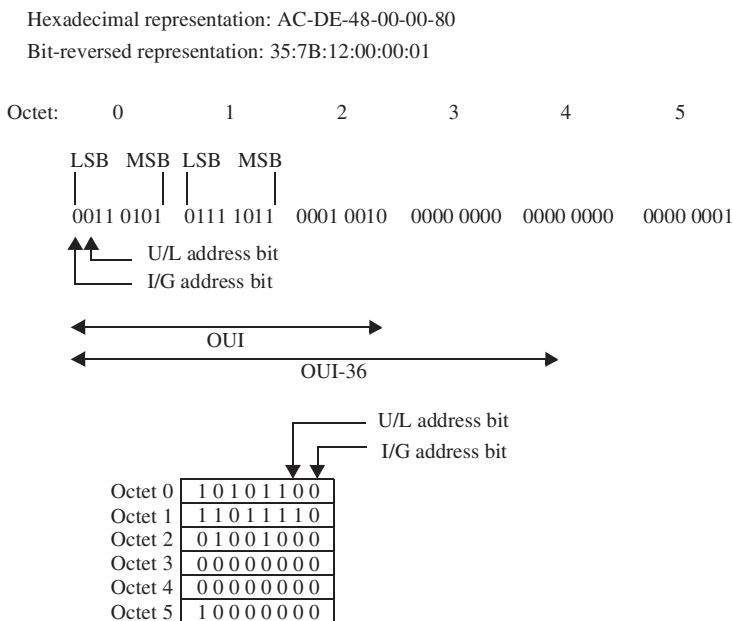 Hexadecimal representation: AC-DE-48-00-00-80
Bit-reversed representation: 35:7B:12:00:00:01
Octet: 0 1 2 3 4 5
LSB MSB LSB MSB
0011 0101 0111 1011 0001 0010 0000 0000 0000 0000 0000 0001
U/L address bit
I/G address bit
OUI
OUI-36
U/L address bit
I/G address bit
Octet 0 1 0 1 0 1 1 0 0
Octet 1 1 1 0 1 1 1 1 0
Octet 2 0 1 0 0 1 0 0 0
Octet 3 0 0 0 0 0 0 0 0
Octet 4 0 0 0 0 0 0 0 0
Octet 5 1 0 0 0 0 0 0 0